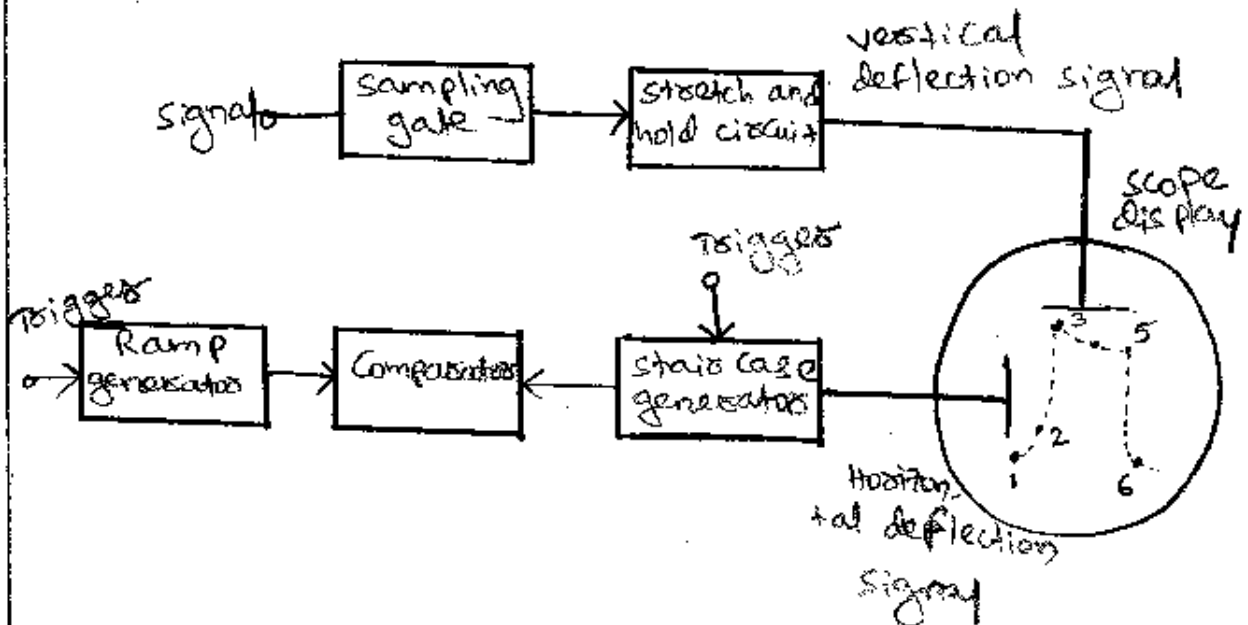 signal
sampling
gate
stretch and
hold circuit
vertical
deflection signal
scope
display
Trigger
Trigger
Ramp
generator
Comparator
stair case
generator
3
5
2
1
6
Horizon
tal deflection
signal